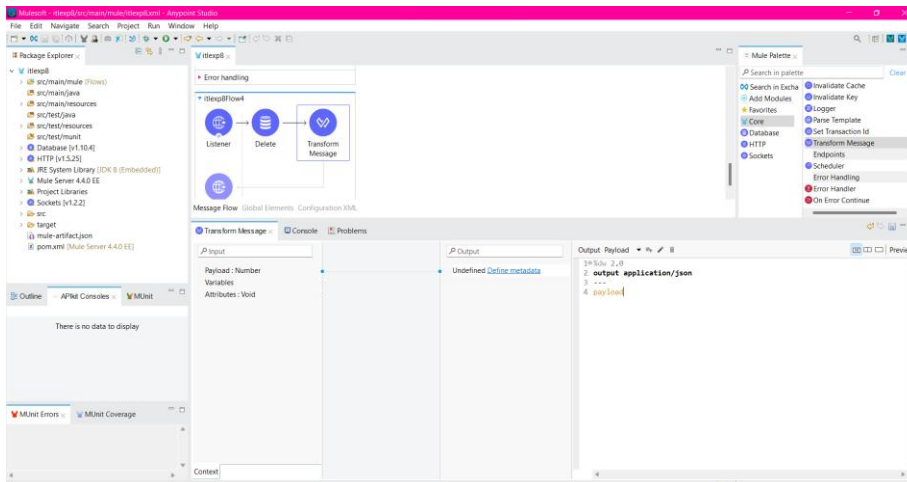 Mulesoft - itlexp8/src/main/mule/itlexp8.xml - Anypoint Studio
File Edit Navigate Search Project Run Window Help
Package Explorer
itlexp8
src/main/mule (Flows)
src/main/java
src/main/resources
src/test/java
src/test/resources
src/test/munit
Database [v1.10.4]
HTTP [v1.5.25]
JRE System Library [JDK 8 (Embedded)]
Mule Server 4.4.0 EE
Project Libraries
Sockets [v1.2.2]
src
target
mule-artifact.json
pom.xml [Mule Server 4.4.0 EE]
Outline APIkit Consoles MUnit
There is no data to display
MUnit Errors MUnit Coverage
itlexp8
Error handling
itlexp8Flow4
Listener Delete Transform
Message
Message Flow Global Elements Configuration XML
Mule Palette
Search in palette Clear
Search in Excha
Add Modules
Favorites
Core
Database
HTTP
Sockets
Invalidate Cache
Invalidate Key
Logger
Parse Template
Set Transaction Id
Transform Message
Endpoints
Scheduler
Error Handling
Error Handler
On Error Continue
Transform Message Console Problems
Input
Payload : Number
Variables
Attributes : Void
Context
Output
Undefined Define metadata
Output Payload Previe
1 %dw 2.0
2 output application/json
3 ---
4 payload